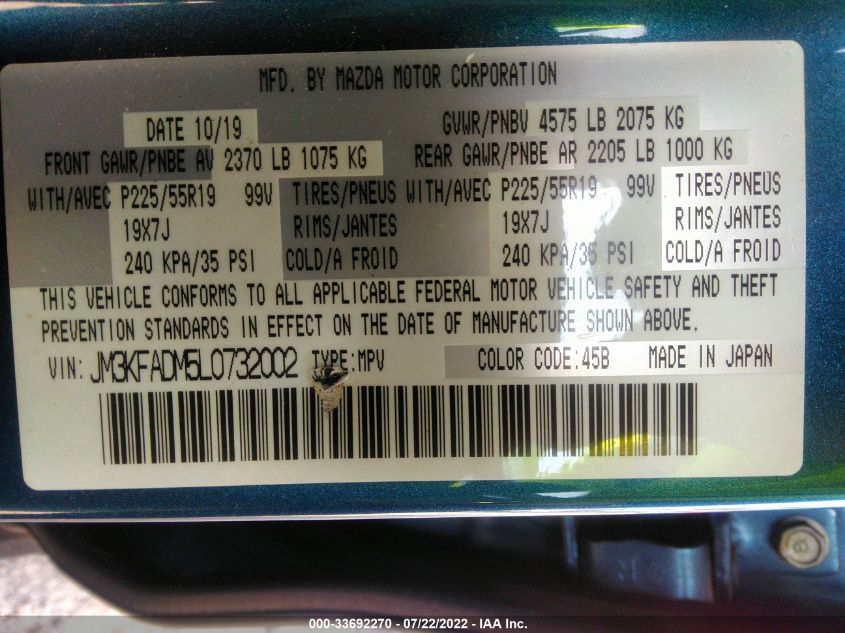 MFD. BY MAZDA MOTOR CORPORATION
DATE 10/19 GVWR/PNBV 4575 LB 2075 KG
FRONT GAWR/PNBE AV 2370 LB 1075 KG REAR GAWR/PNBE AR 2205 LB 1000 KG
WITH/AVEC P225/55R19 99V TIRES/PNEUS WITH/AVEC P225/55R19 99V TIRES/PNEUS
19X7J RIMS/JANTES 19X7J RIMS/JANTES
240 KPA/35 PSI COLD/A FROID 240 KPA/35 PSI COLD/A FROID
THIS VEHICLE CONFORMS TO ALL APPLICABLE FEDERAL MOTOR VEHICLE SAFETY AND THEFT
PREVENTION STANDARDS IN EFFECT ON THE DATE OF MANUFACTURE SHOWN ABOVE.
VIN: JM3KFADM5L0732002 TYPE:MPV COLOR CODE:45B MADE IN JAPAN
000-33692270 - 07/22/2022 - IAA Inc.